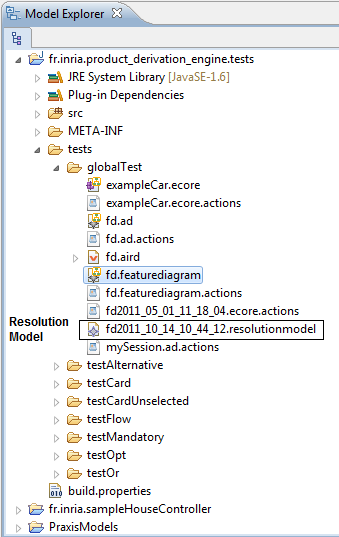 Model Explorer
fr.inria.product_derivation_engine.tests
JRE System Library [JavaSE-1.6]
Plug-in Dependencies
src
META-INF
tests
globalTest
exampleCar.ecore
exampleCar.ecore.actions
fd.ad
fd.ad.actions
fd.aird
fd.featurediagram
fd.featurediagram.actions
fd2011_05_01_11_18_04.ecore.actions
Resolution
Model
fd2011_10_14_10_44_12.resolutionmodel
mySession.ad.actions
testAlternative
testCard
testCardUnselected
testFlow
testMandatory
testOpt
testOr
build.properties
fr.inria.sampleHouseController
PraxisModels